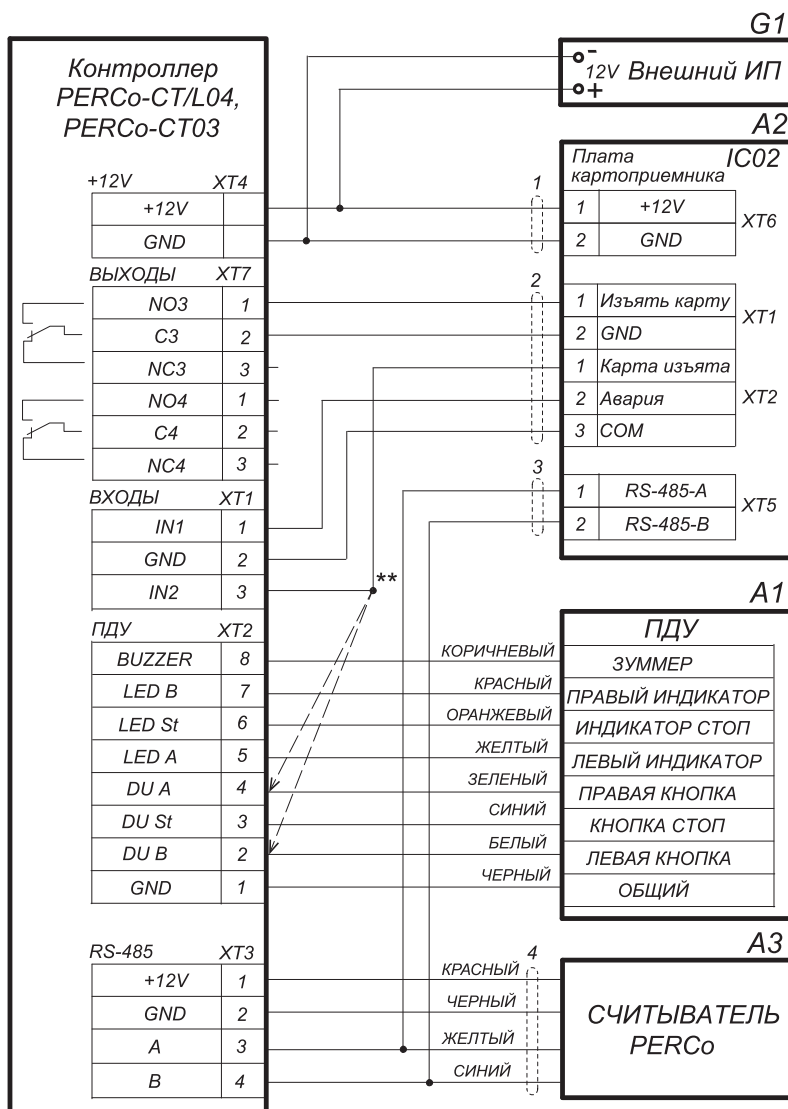 G1
Контроллер
PERCo-CT/L04,
PERCo-CT03
- 12V Внешний ИП
+
A2
+12V XT4
+12V
GND
ВЫХОДЫ XT7
NO3 1
C3 2
NC3 3
NO4 1
C4 2
NC4 3
ВХОДЫ XT1
IN1 1
GND 2
IN2 3
**
ПДУ XT2
BUZZER 8
LED B 7
LED St 6
LED A 5
DU A 4
DU St 3
DU B 2
GND 1
RS-485 XT3
+12V 1
GND 2
A 3
B 4
Плата IC02
картоприемника
1
1 +12V
2 GND
XT6
2
1 Изъять карту
2 GND
XT1
1 Карта изъята
2 Авария
3 COM
XT2
3
1 RS-485-A
2 RS-485-B
XT5
A1
ПДУ
КОРИЧНЕВЫЙ ЗУММЕР
КРАСНЫЙ ПРАВЫЙ ИНДИКАТОР
ОРАНЖЕВЫЙ ИНДИКАТОР СТОП
ЖЕЛТЫЙ ЛЕВЫЙ ИНДИКАТОР
ЗЕЛЕНЫЙ ПРАВАЯ КНОПКА
СИНИЙ КНОПКА СТОП
БЕЛЫЙ ЛЕВАЯ КНОПКА
ЧЕРНЫЙ ОБЩИЙ
A3
4
КРАСНЫЙ
ЧЕРНЫЙ
ЖЕЛТЫЙ
СИНИЙ
СЧИТЫВАТЕЛЬ
PERCo